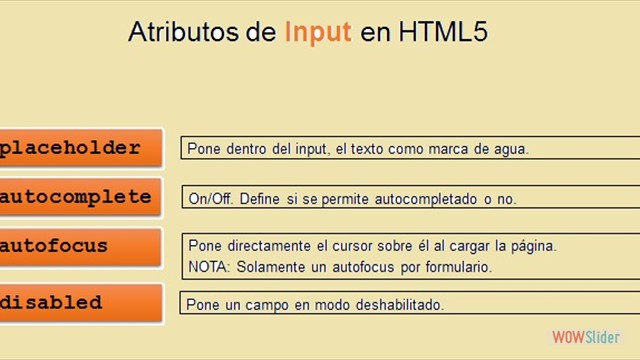 Atributos de Input en HTML5
placeholder
Pone dentro del input, el texto como marca de agua.
autocomplete
On/Off. Define si se permite autocompletado o no.
autofocus
Pone directamente el cursor sobre él al cargar la página.
NOTA: Solamente un autofocus por formulario.
disabled
Pone un campo en modo deshabilitado.
WOWSlider